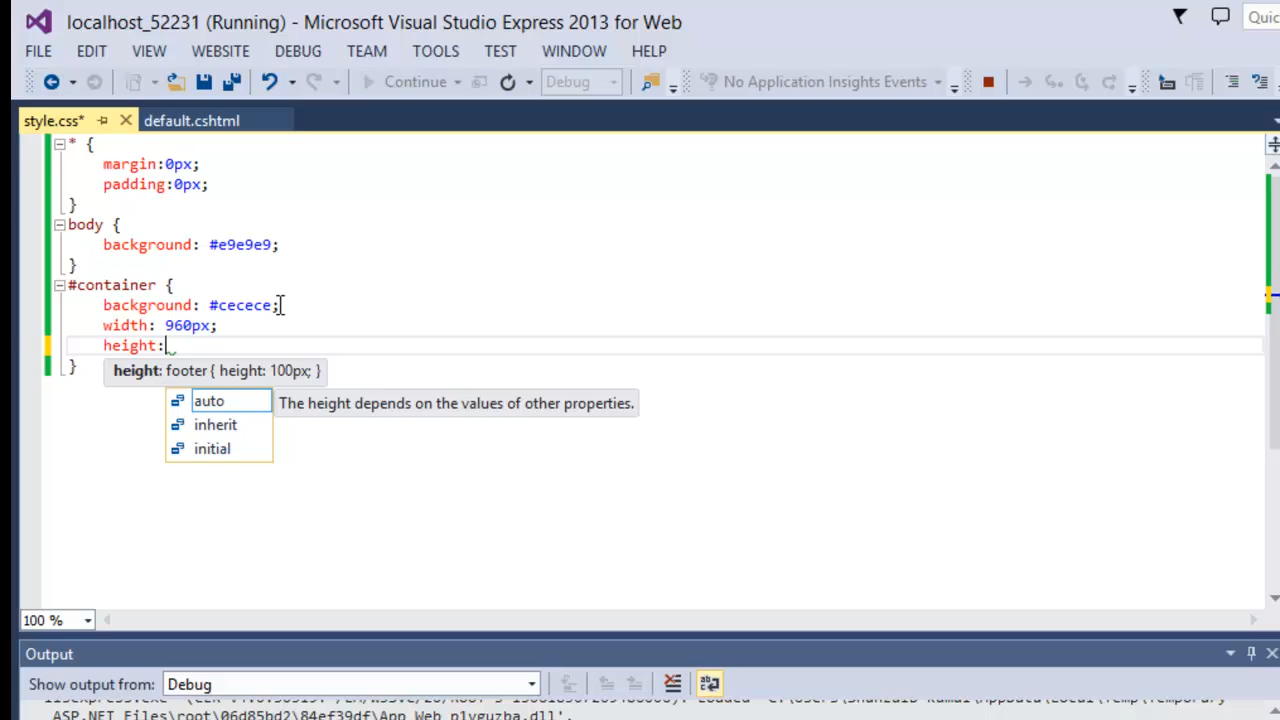 localhost_52231 (Running) - Microsoft Visual Studio Express 2013 for Web
Quic
FILE EDIT VIEW WEBSITE DEBUG TEAM TOOLS TEST WINDOW HELP
Continue Debug No Application Insights Events
style.css* default.cshtml
* {
margin:0px;
padding:0px;
}
body {
background: #e9e9e9;
}
#container {
background: #cecece;
width: 960px;
height:
}
height: footer { height: 100px; }
auto
The height depends on the values of other properties.
inherit
initial
100 %
Output
Show output from: Debug
ASP.NET Files\root\06d85bd2\84ef39df\App_Web_plvguzba.dll'.